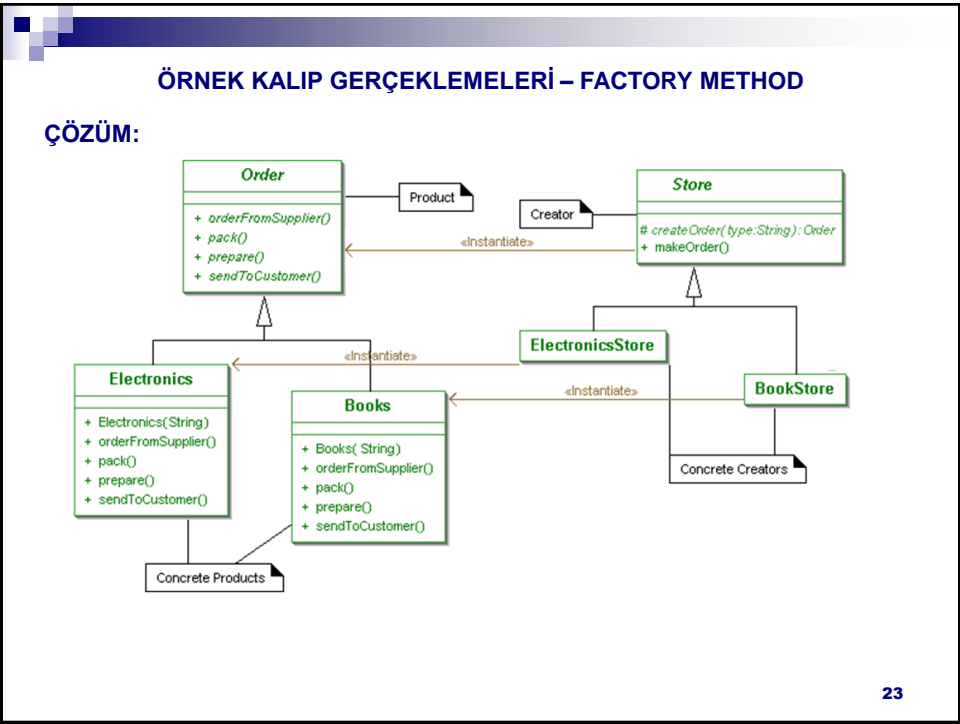 ÖRNEK KALIP GERÇEKLEMELERİ – FACTORY METHOD
ÇÖZÜM:
Order
+ orderFromSupplier()
+ pack()
+ prepare()
+ sendToCustomer()
Product
Creator
Store
# createOrder(type:String): Order
+ makeOrder()
«Instantiate»
ElectronicsStore
«Instantiate»
Electronics
+ Electronics(String)
+ orderFromSupplier()
+ pack()
+ prepare()
+ sendToCustomer()
Books
+ Books( String)
+ orderFromSupplier()
+ pack()
+ prepare()
+ sendToCustomer()
«Instantiate»
BookStore
Concrete Creators
Concrete Products
23